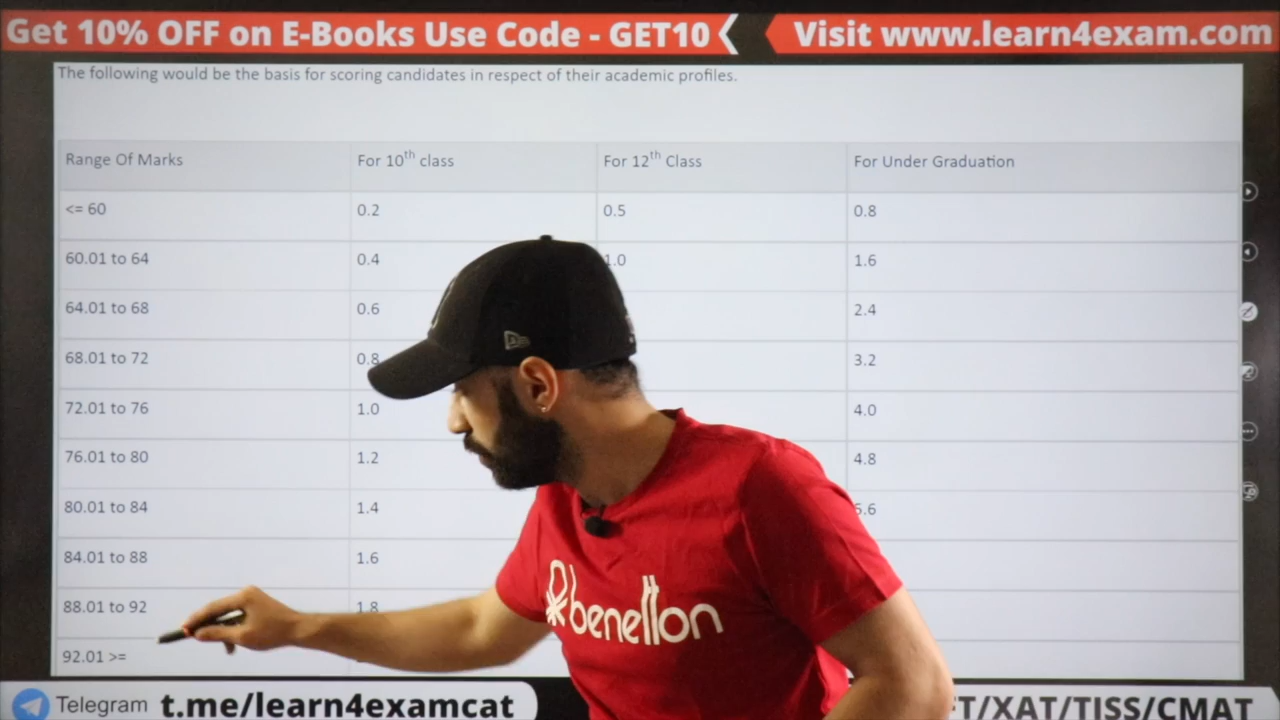 Get 10% OFF on E-Books Use Code - GET10
Visit www.learn4exam.com
The following would be the basis for scoring candidates in respect of their academic profiles.
Range Of Marks For 10th class For 12th Class For Under Graduation
<= 60 0.2 0.5 0.8
60.01 to 64 0.4 1.0 1.6
64.01 to 68 0.6 2.4
68.01 to 72 0.8 3.2
72.01 to 76 1.0 4.0
76.01 to 80 1.2 4.8
80.01 to 84 1.4 5.6
84.01 to 88 1.6
88.01 to 92 1.8
92.01 >=
benetton
Telegram t.me/learn4examcat
FT/XAT/TISS/CMAT